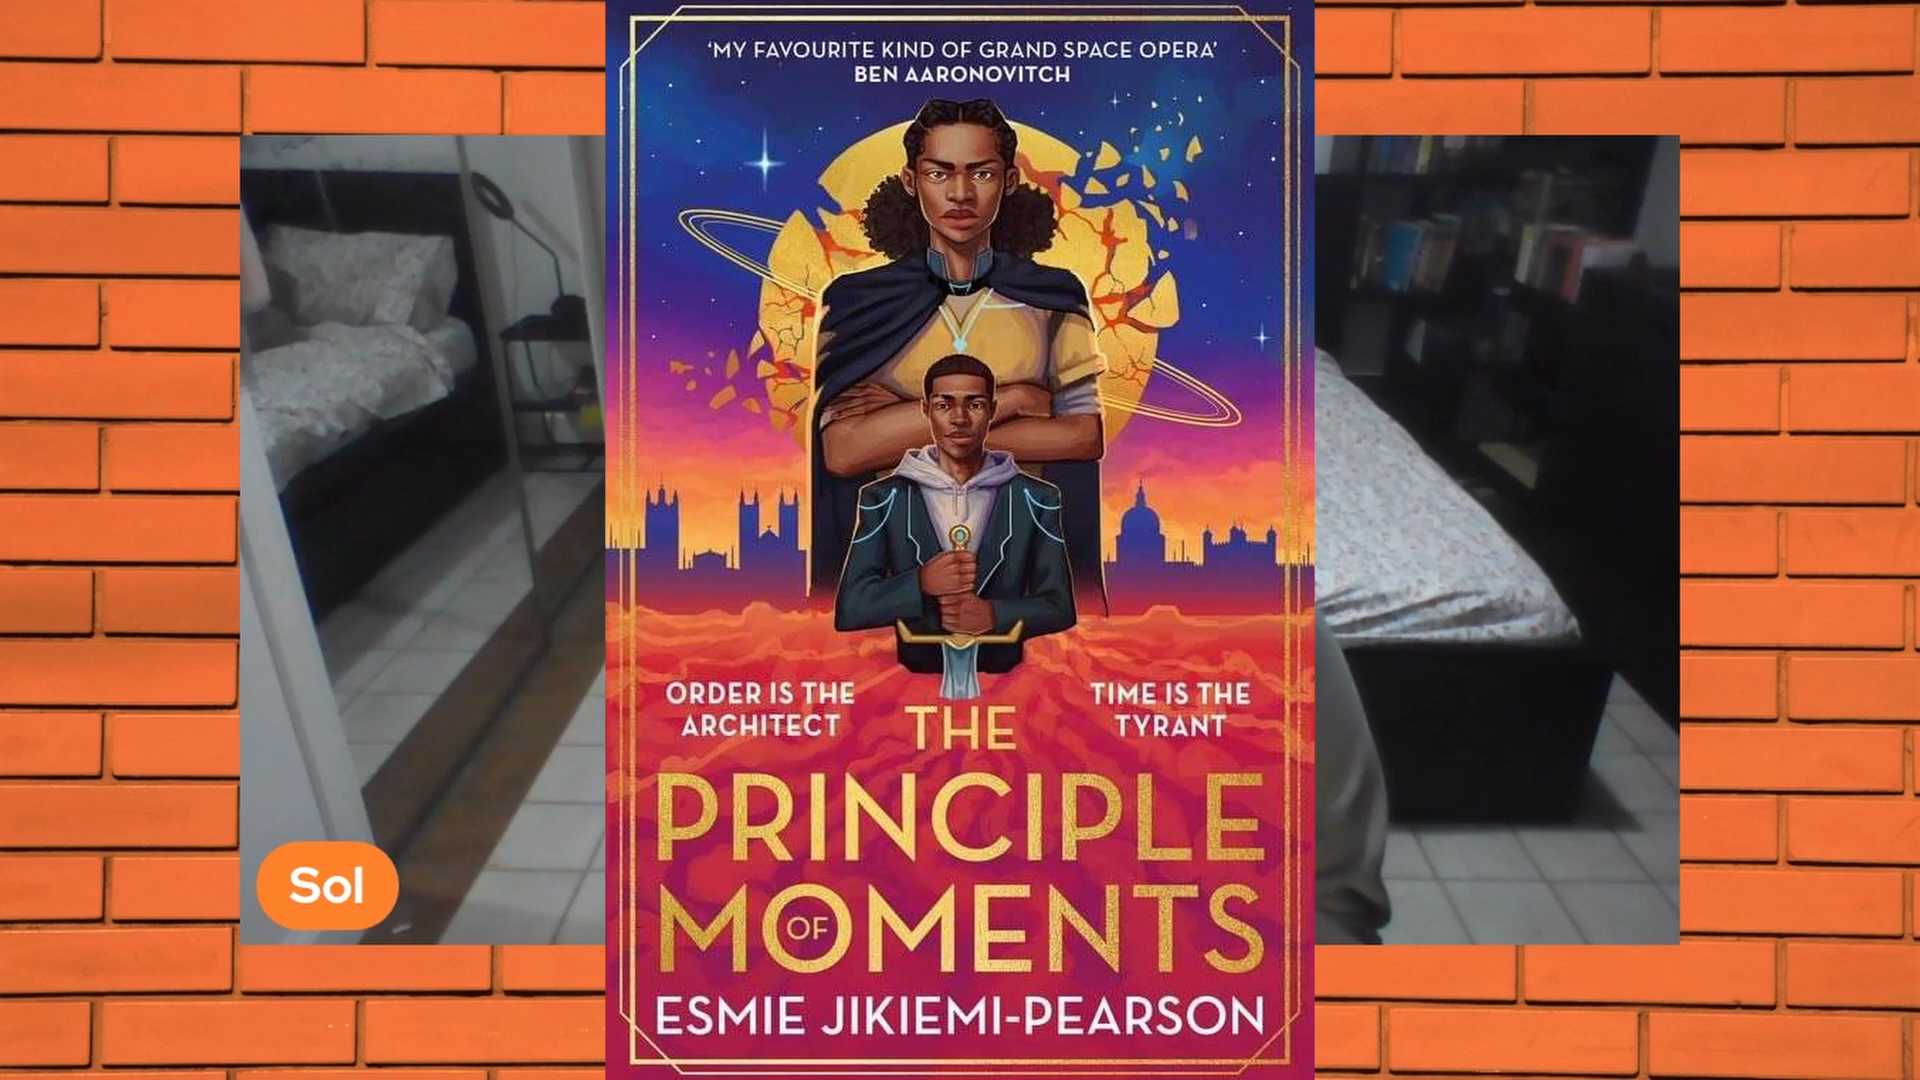 ‘MY FAVOURITE KIND OF GRAND SPACE OPERA’
BEN AARONOVITCH
ORDER IS THE
ARCHITECT
TIME IS THE
TYRANT
THE
PRINCIPLE
OF
MOMENTS
ESMIE JIKIEMI-PEARSON
Sol